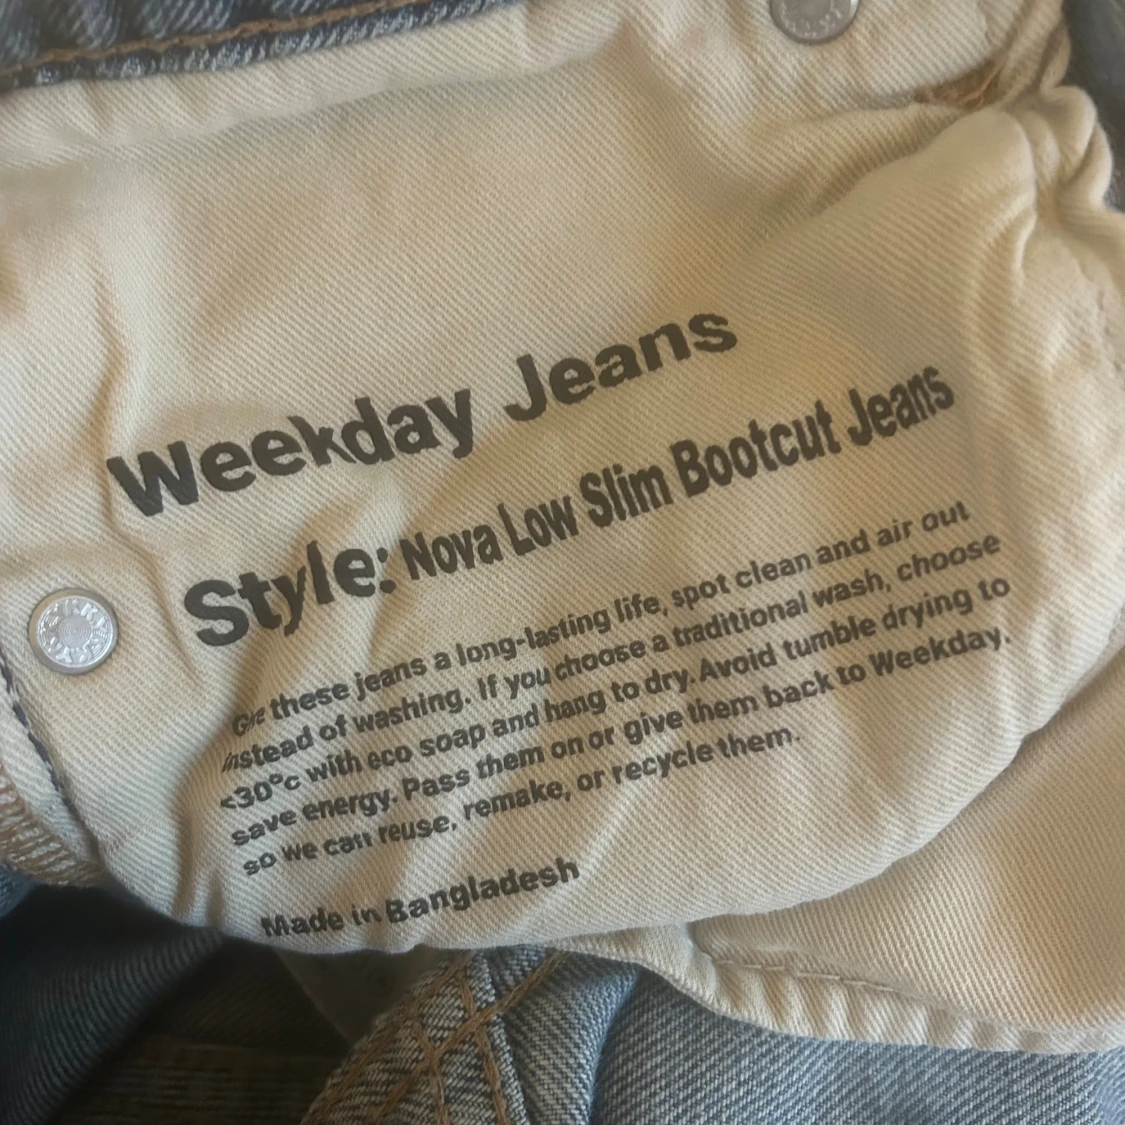 Weekday Jeans
Style: Nova Low Slim Bootcut Jeans
Give these jeans a long-lasting life, spot clean and air out
instead of washing. If you choose a traditional wash, choose
<30°c with eco soap and hang to dry. Avoid tumble drying to
save energy. Pass them on or give them back to Weekday,
so we can reuse, remake, or recycle them.
Made in Bangladesh